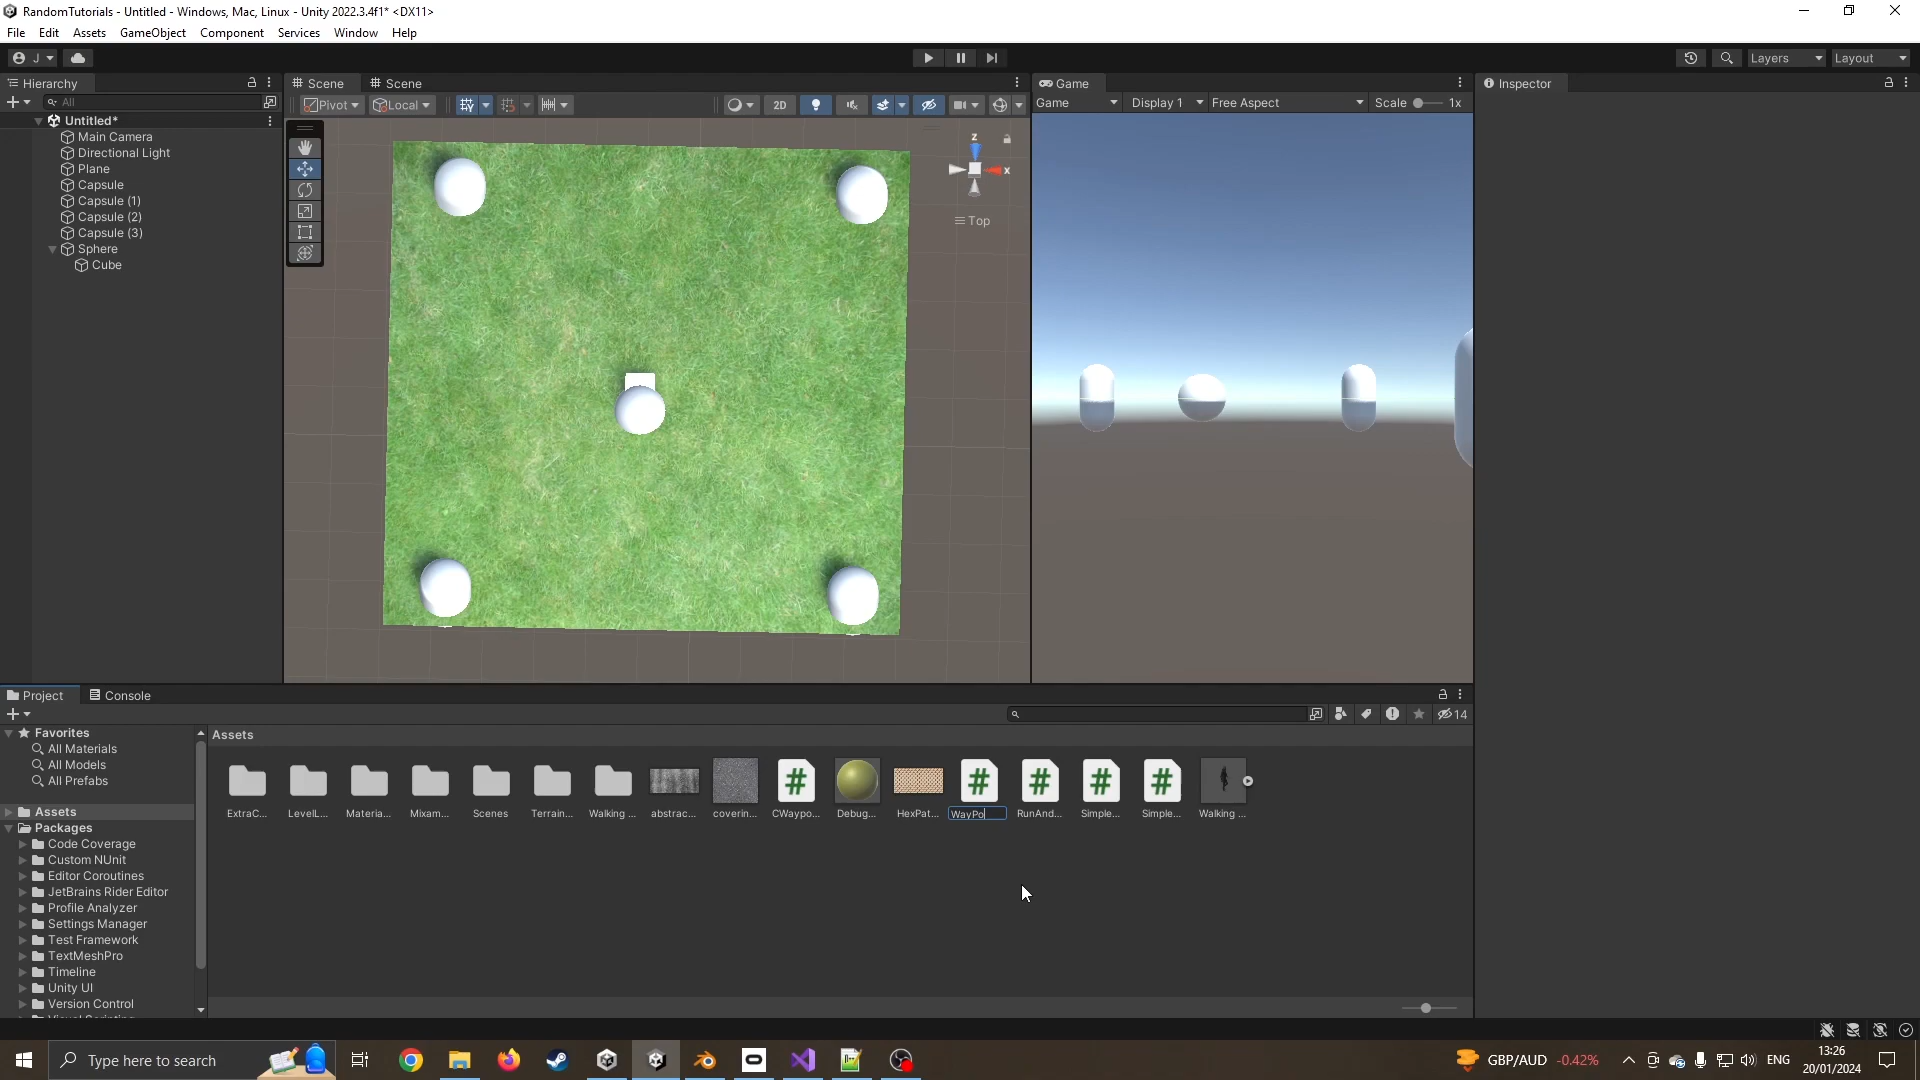 RandomTutorials - Untitled - Windows, Mac, Linux - Unity 2022.3.4f1* <DX11>
File Edit Assets GameObject Component Services Window Help
J Layers Layout
Hierarchy Scene Scene Game Inspector
All Pivot Local 2D Game Display 1 Free Aspect Scale 1x
Untitled*
Main Camera
Directional Light
Plane
Capsule
Capsule (1)
Capsule (2)
Capsule (3)
Sphere
Cube
z
x
Top
Project Console
14
Favorites
All Materials
All Models
All Prefabs
Assets
Packages
Code Coverage
Custom NUnit
Editor Coroutines
JetBrains Rider Editor
Profile Analyzer
Settings Manager
Test Framework
TextMeshPro
Timeline
Unity UI
Version Control
Assets
# # # # #
ExtraC... LevelL... Materia... Mixam... Scenes Terrain... Walking ... abstrac... coverin... CWaypo... Debug... HexPat... WayPo RunAnd... Simple... Simple... Walking ...
Type here to search GBP/AUD -0.42% ENG
13:26
20/01/2024